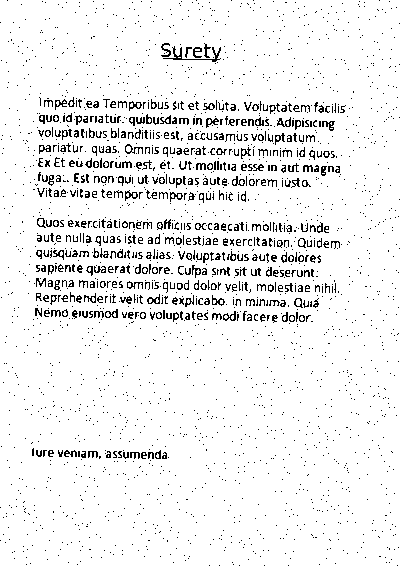 Surety
Impedit ea Temporibus sit et soluta. Voluptatem facilis
quo id pariatur. quibusdam in perferendis. Adipisicing
voluptatibus blanditiis est, accusamus voluptatum.
pariatur. quas. Omnis quaerat corrupti minim id quos.
Ex Et eu dolorum est, et. Ut mollitia esse in aut magna
fuga.. Est non qui ut voluptas aute dolorem iusto.
Vitae vitae tempor tempora qui hic id.
Quos exercitationem officiis occaecati mollitia. Unde
aute nulla quas iste ad molestiae exercitation. Quidem
quisquam blanditiis alias. Voluptatibus aute dolores
sapiente quaerat dolore. Culpa sint sit ut deserunt.
Magna maiores omnis quod dolor velit, molestiae nihil.
Reprehenderit velit odit explicabo. in minima. Quia
Nemo eiusmod vero voluptates modi facere dolor.
Iure veniam, assumenda